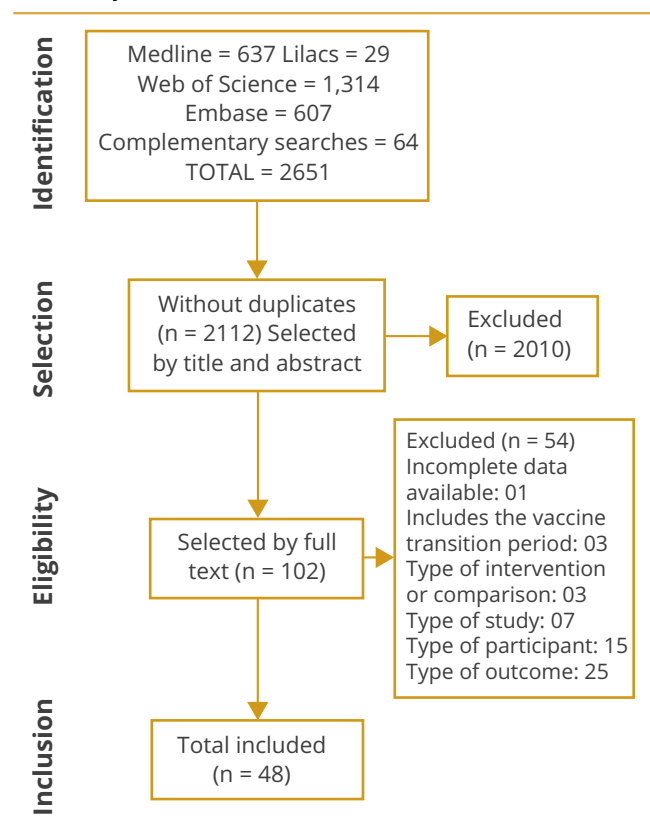 Identification
Medline = 637 Lilacs = 29
Web of Science = 1,314
Embase = 607
Complementary searches = 64
TOTAL = 2651
Selection
Without duplicates
(n = 2112) Selected
by title and abstract
Excluded
(n = 2010)
Eligibility
Selected by full
text (n = 102)
Excluded (n = 54)
Incomplete data
available: 01
Includes the vaccine
transition period: 03
Type of intervention
or comparison: 03
Type of study: 07
Type of participant: 15
Type of outcome: 25
Inclusion
Total included
(n = 48)